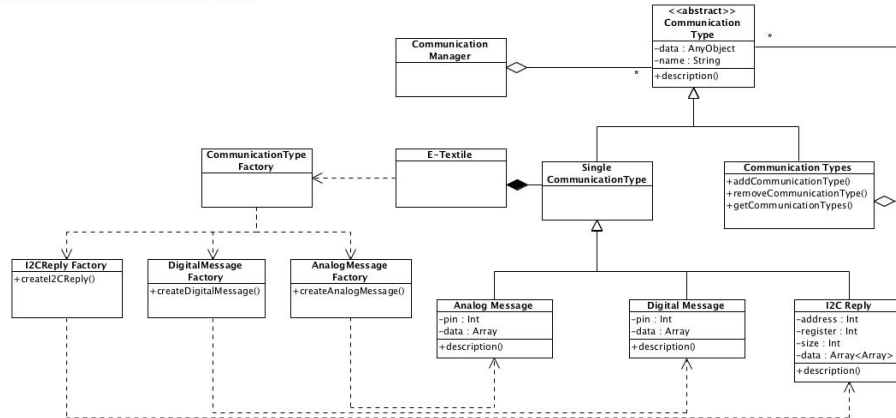 <<abstract>>
Communication
Type
-data : AnyObject
-name : String
+description()
*
*
Communication
Manager
CommunicationType
Factory
E-Textile
Single
CommunicationType
Communication Types
+addCommunicationType()
+removeCommunicationType()
+getCommunicationTypes()
I2CReply Factory
+createI2CReply()
DigitalMessage
Factory
+createDigitalMessage()
AnalogMessage
Factory
+createAnalogMessage()
Analog Message
-pin : Int
-data : Array
+description()
Digital Message
-pin : Int
-data : Array
+description()
I2C Reply
-address : Int
-register : Int
-size : Int
-data : Array<Array>
+description()